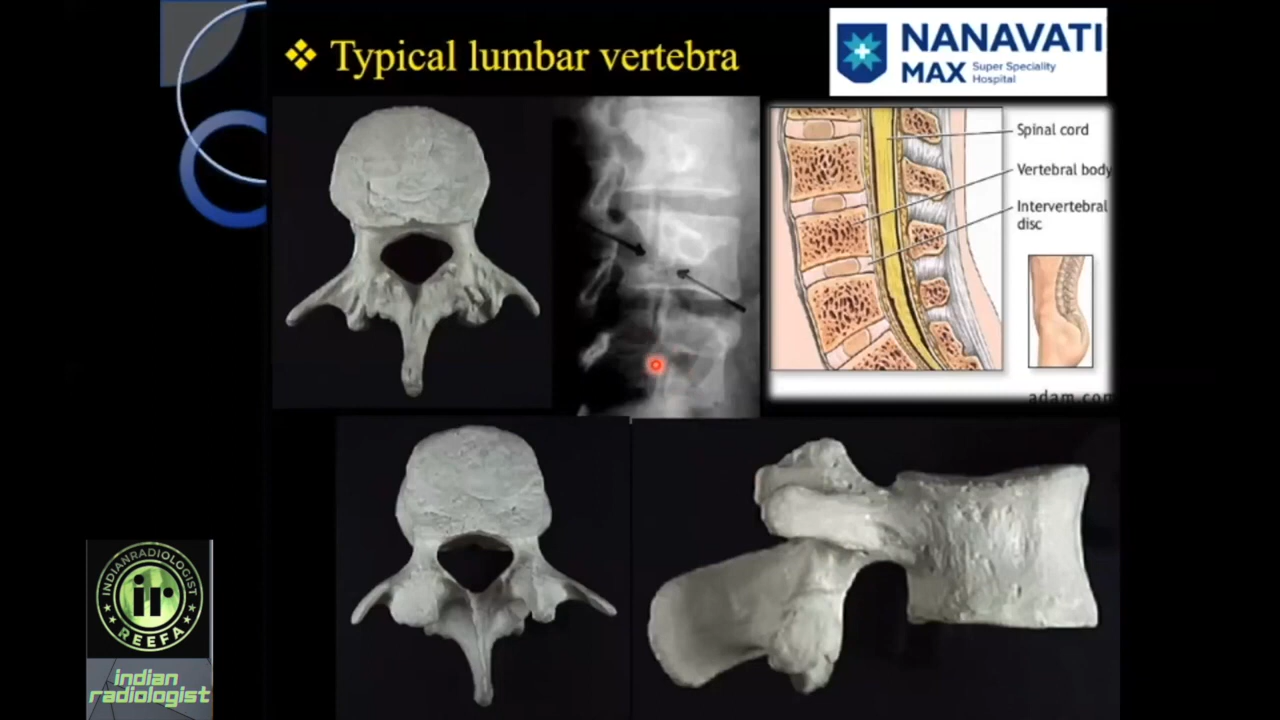 ❖ Typical lumbar vertebra
NANAVATI
MAX Super Speciality
Hospital
Spinal cord
Vertebral body
Intervertebral
disc
adam.com
INDIANRADIOLOGIST
ir
REEFA
indian
radiologist